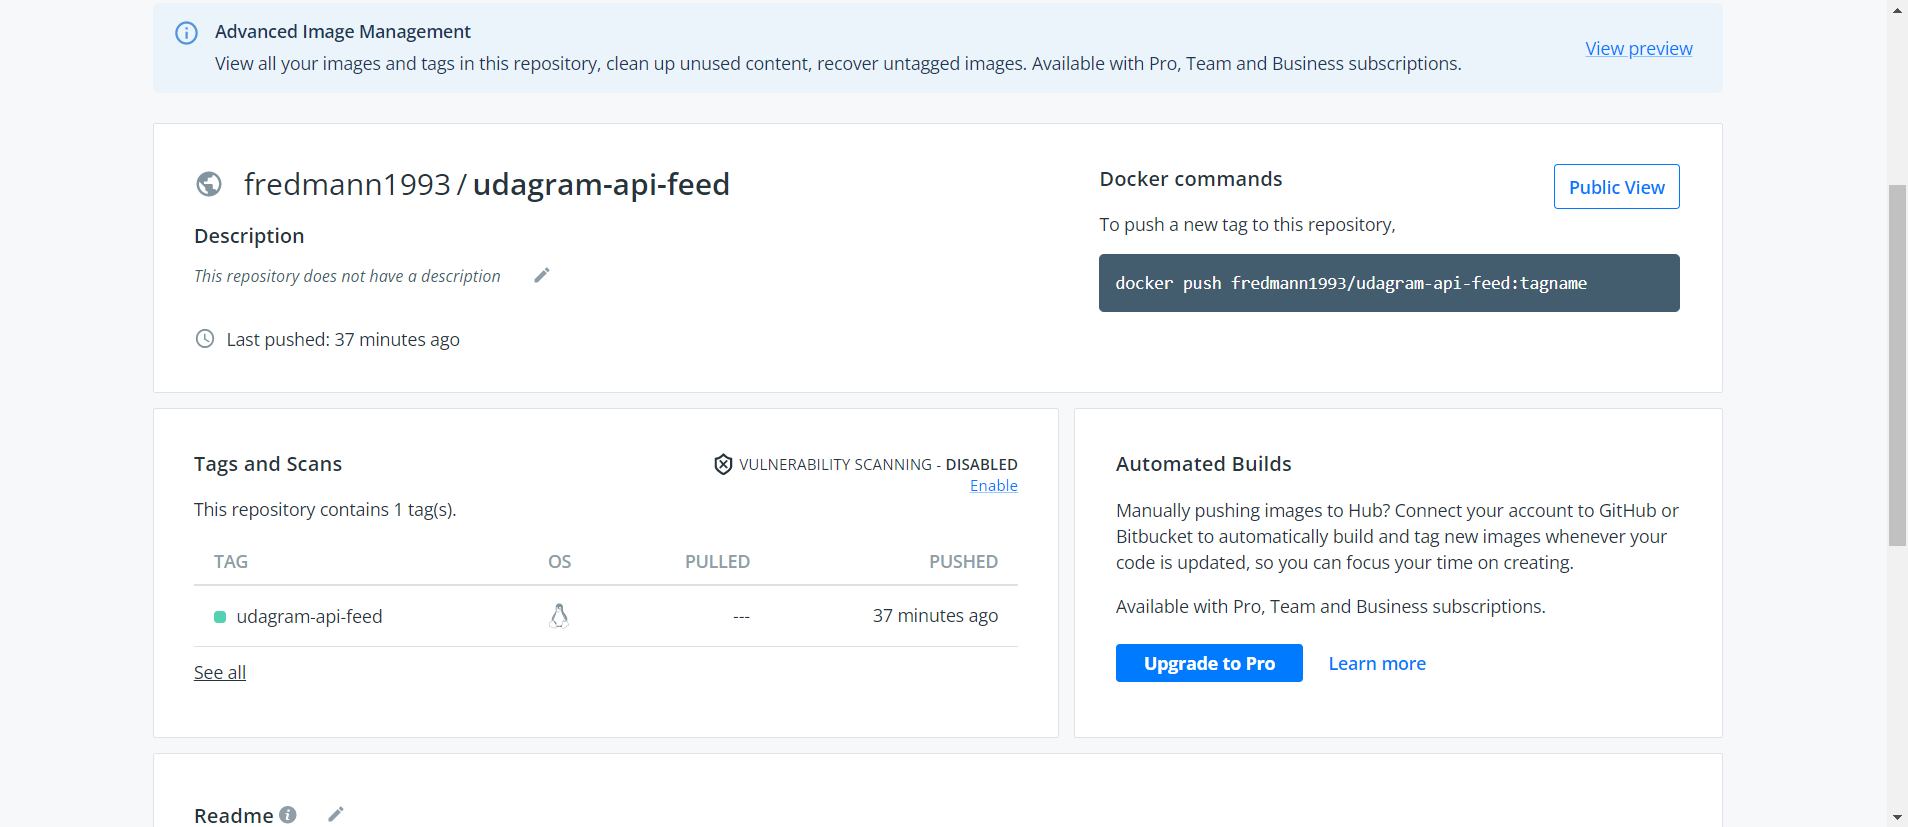 Advanced Image Management
View all your images and tags in this repository, clean up unused content, recover untagged images. Available with Pro, Team and Business subscriptions.
View preview
fredmann1993 / udagram-api-feed
Description
This repository does not have a description
Last pushed: 37 minutes ago
Docker commands
Public View
To push a new tag to this repository,
docker push fredmann1993/udagram-api-feed:tagname
Tags and Scans
VULNERABILITY SCANNING - DISABLED
Enable
This repository contains 1 tag(s).
TAG OS PULLED PUSHED
udagram-api-feed --- 37 minutes ago
See all
Automated Builds
Manually pushing images to Hub? Connect your account to GitHub or
Bitbucket to automatically build and tag new images whenever your
code is updated, so you can focus your time on creating.
Available with Pro, Team and Business subscriptions.
Upgrade to Pro
Learn more
Readme